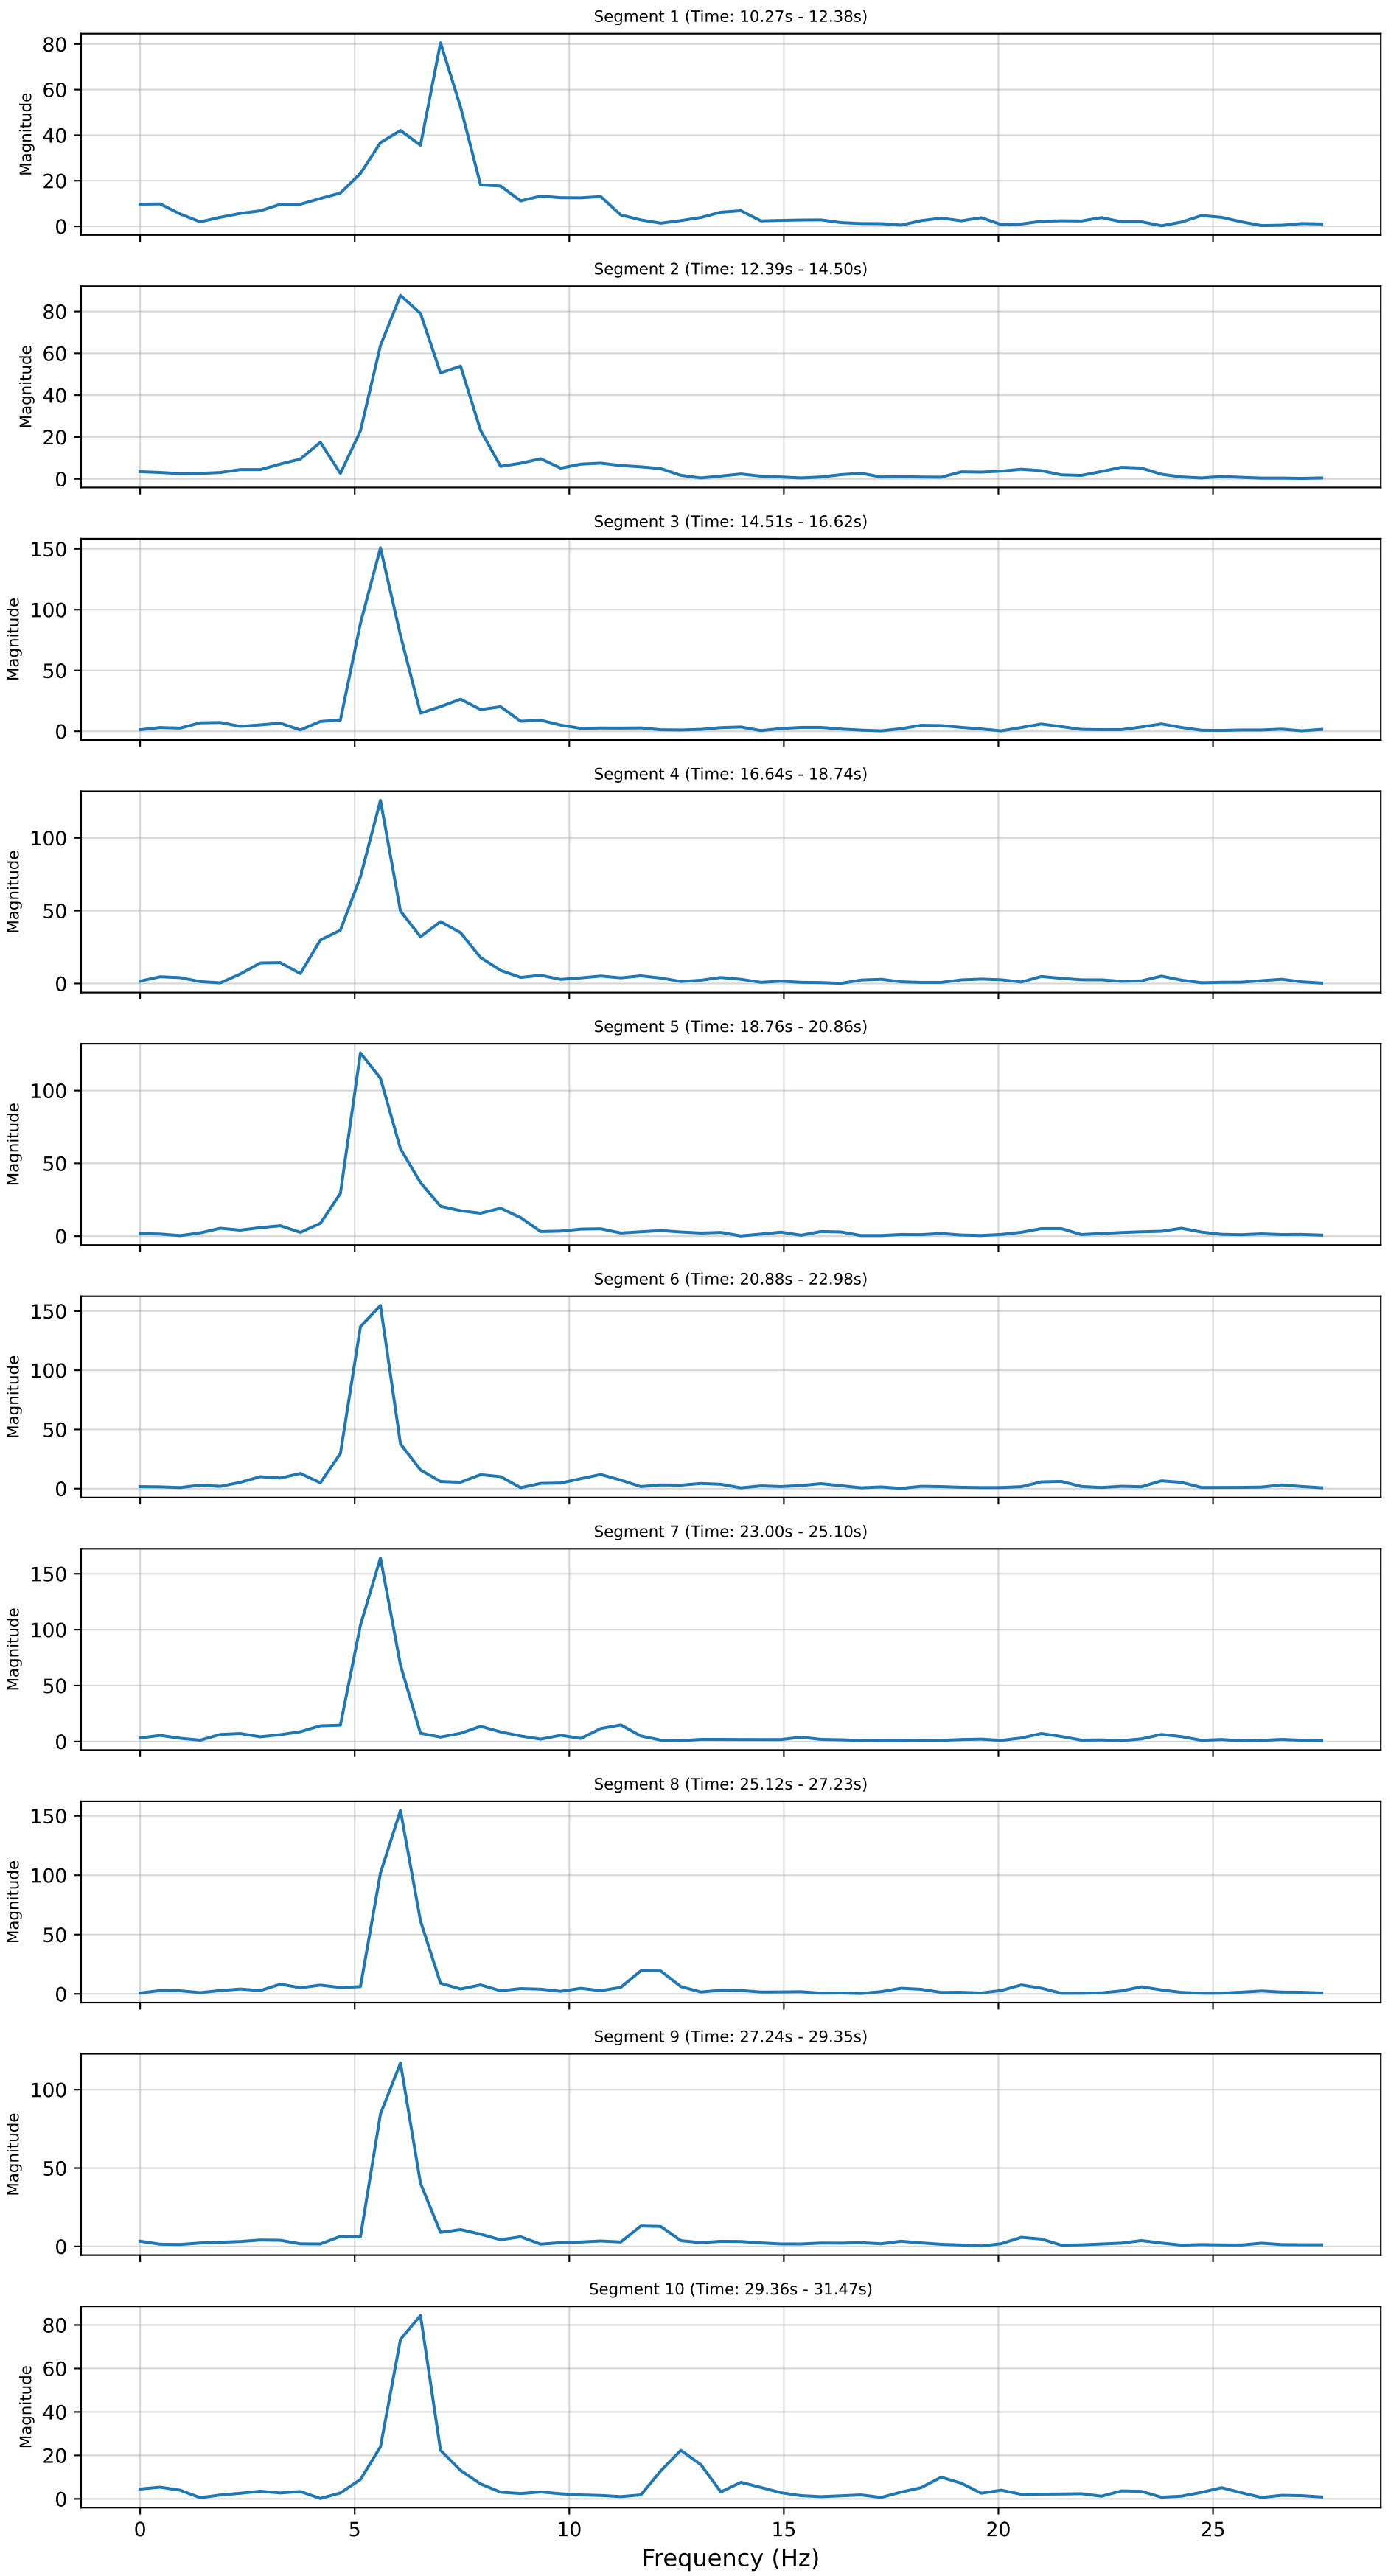 Segment 1 (Time: 10.27s - 12.38s)
Magnitude
80
60
40
20
0
Segment 2 (Time: 12.39s - 14.50s)
Magnitude
80
60
40
20
0
Segment 3 (Time: 14.51s - 16.62s)
Magnitude
150
100
50
0
Segment 4 (Time: 16.64s - 18.74s)
Magnitude
100
50
0
Segment 5 (Time: 18.76s - 20.86s)
Magnitude
100
50
0
Segment 6 (Time: 20.88s - 22.98s)
Magnitude
150
100
50
0
Segment 7 (Time: 23.00s - 25.10s)
Magnitude
150
100
50
0
Segment 8 (Time: 25.12s - 27.23s)
Magnitude
150
100
50
0
Segment 9 (Time: 27.24s - 29.35s)
Magnitude
100
50
0
Segment 10 (Time: 29.36s - 31.47s)
Magnitude
80
60
40
20
0
0 5 10 15 20 25
Frequency (Hz)